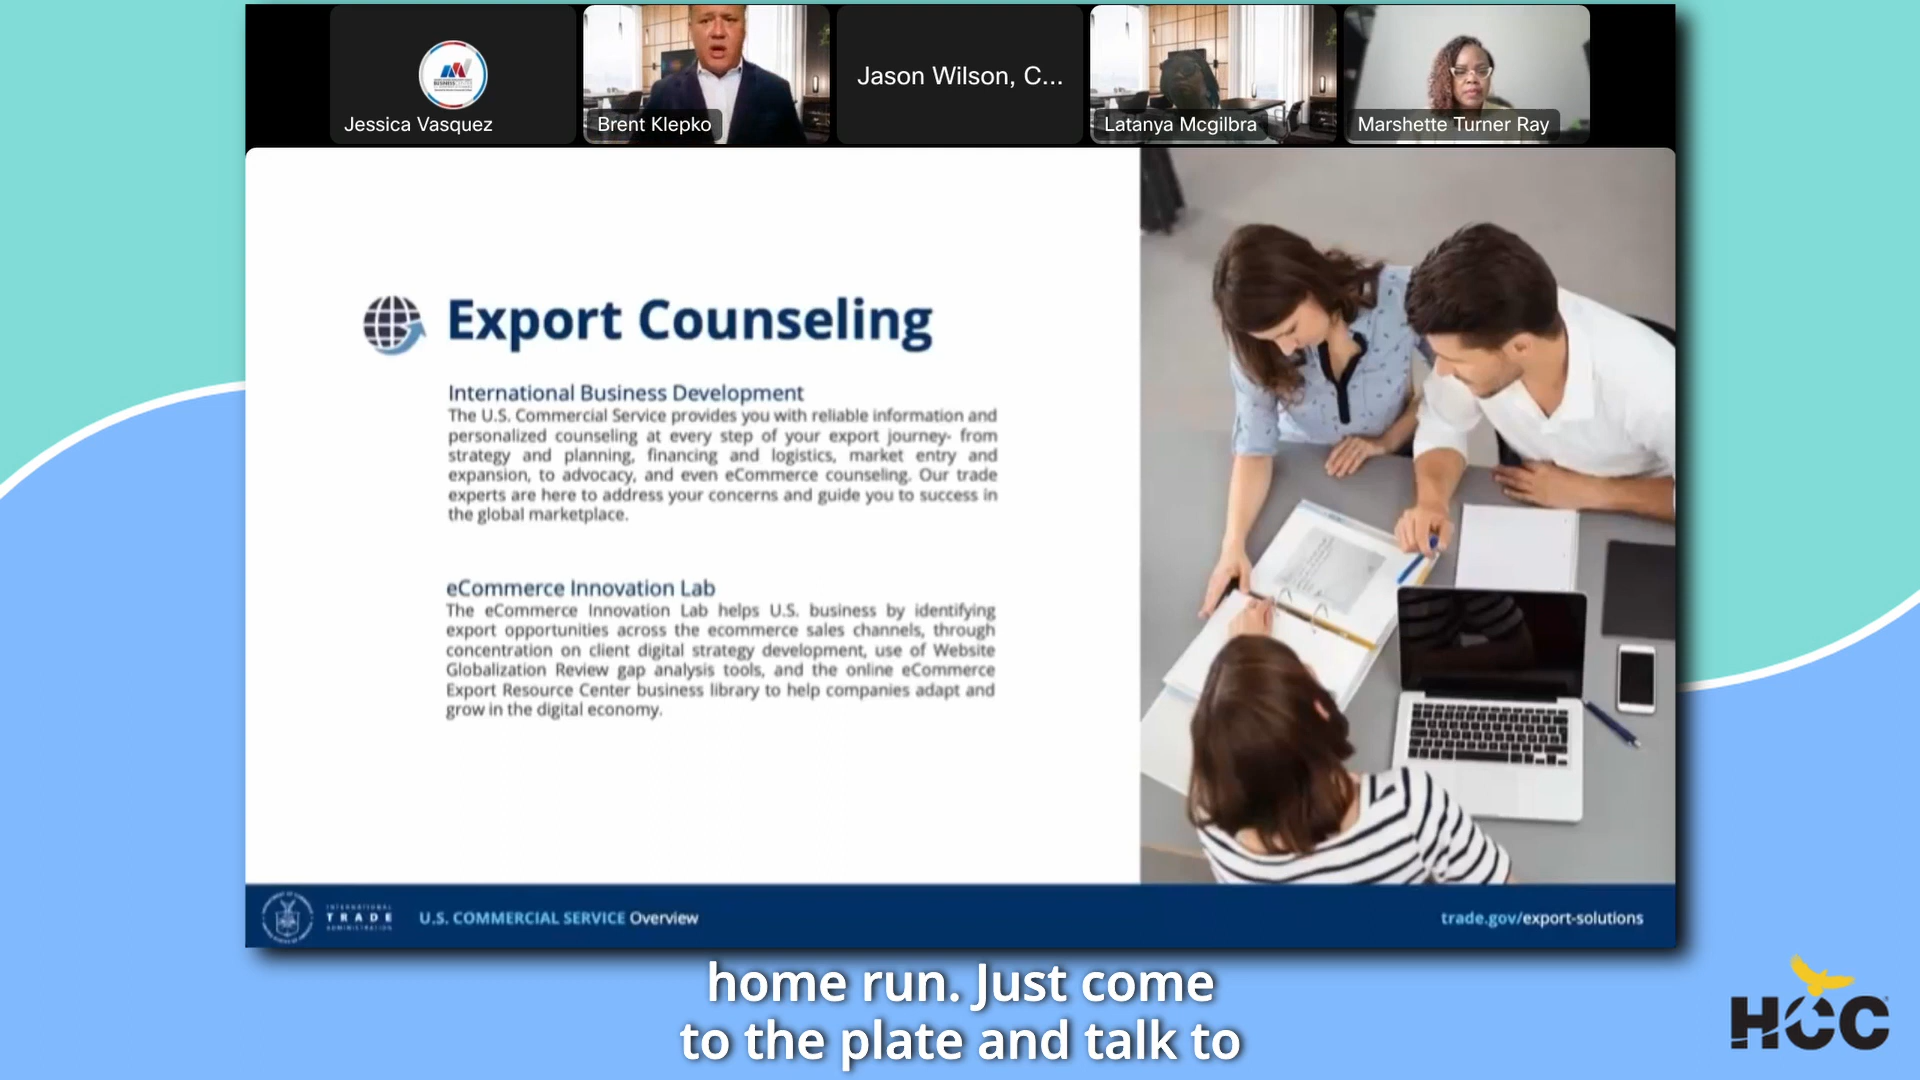 Jessica Vasquez
Brent Klepko
Jason Wilson, C...
Latanya Mcgilbra
Marshette Turner Ray
Export Counseling
International Business Development
The U.S. Commercial Service provides you with reliable information and
personalized counseling at every step of your export journey- from
strategy and planning, financing and logistics, market entry and
expansion, to advocacy, and even eCommerce counseling. Our trade
experts are here to address your concerns and guide you to success in
the global marketplace.
eCommerce Innovation Lab
The eCommerce Innovation Lab helps U.S. business by identifying
export opportunities across the ecommerce sales channels, through
concentration on client digital strategy development, use of Website
Globalization Review gap analysis tools, and the online eCommerce
Export Resource Center business library to help companies adapt and
grow in the digital economy.
INTERNATIONAL
TRADE
ADMINISTRATION
U.S. COMMERCIAL SERVICE Overview
trade.gov/export-solutions
home run. Just come
to the plate and talk to
HCC